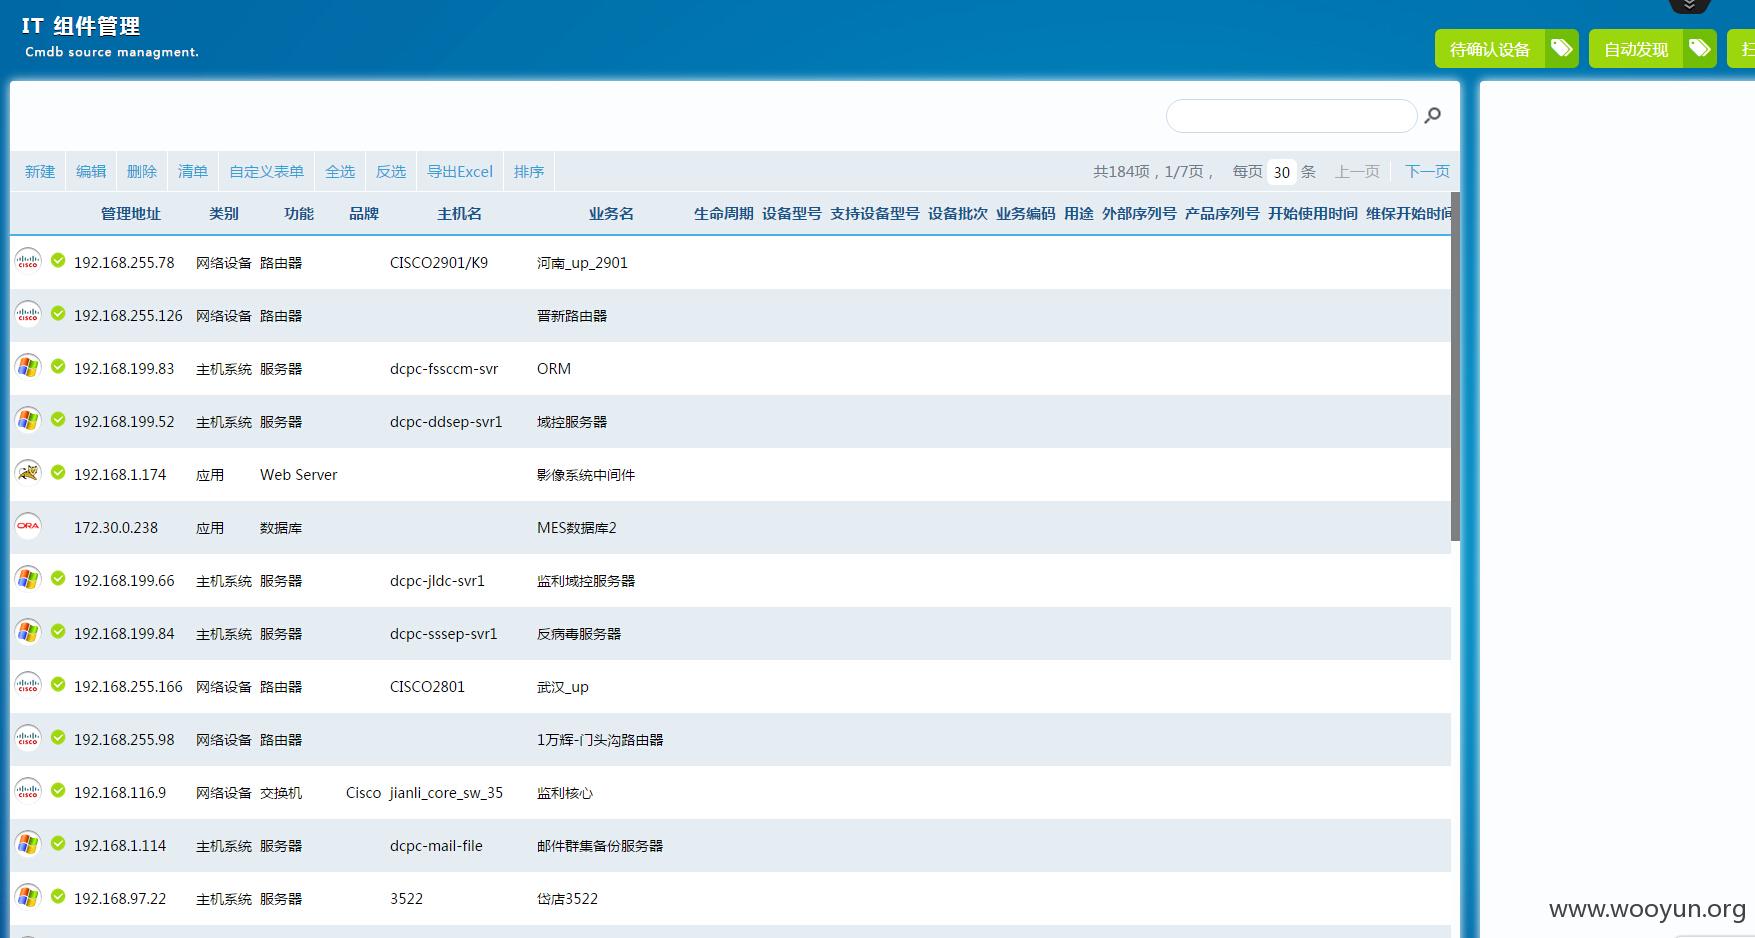 IT 组件管理
Cmdb source managment.
待确认设备 自动发现 扫
新建 编辑 删除 清单 自定义表单 全选 反选 导出Excel 排序 共184项，1/7页， 每页 30 条 上一页 下一页
管理地址 类别 功能 品牌 主机名 业务名 生命周期 设备型号 支持设备型号 设备批次 业务编码 用途 外部序列号 产品序列号 开始使用时间 维保开始时间
CISCO 192.168.255.78 网络设备 路由器 CISCO2901/K9 河南_up_2901
CISCO 192.168.255.126 网络设备 路由器 晋新路由器
192.168.199.83 主机系统 服务器 dcpc-fssccm-svr ORM
192.168.199.52 主机系统 服务器 dcpc-ddsep-svr1 域控服务器
192.168.1.174 应用 Web Server 影像系统中间件
ORA 172.30.0.238 应用 数据库 MES数据库2
192.168.199.66 主机系统 服务器 dcpc-jldc-svr1 监利域控服务器
192.168.199.84 主机系统 服务器 dcpc-sssep-svr1 反病毒服务器
CISCO 192.168.255.166 网络设备 路由器 CISCO2801 武汉_up
CISCO 192.168.255.98 网络设备 路由器 1万辉-门头沟路由器
CISCO 192.168.116.9 网络设备 交换机 Cisco jianli_core_sw_35 监利核心
192.168.1.114 主机系统 服务器 dcpc-mail-file 邮件群集备份服务器
192.168.97.22 主机系统 服务器 3522 岱店3522
www.wooyun.org